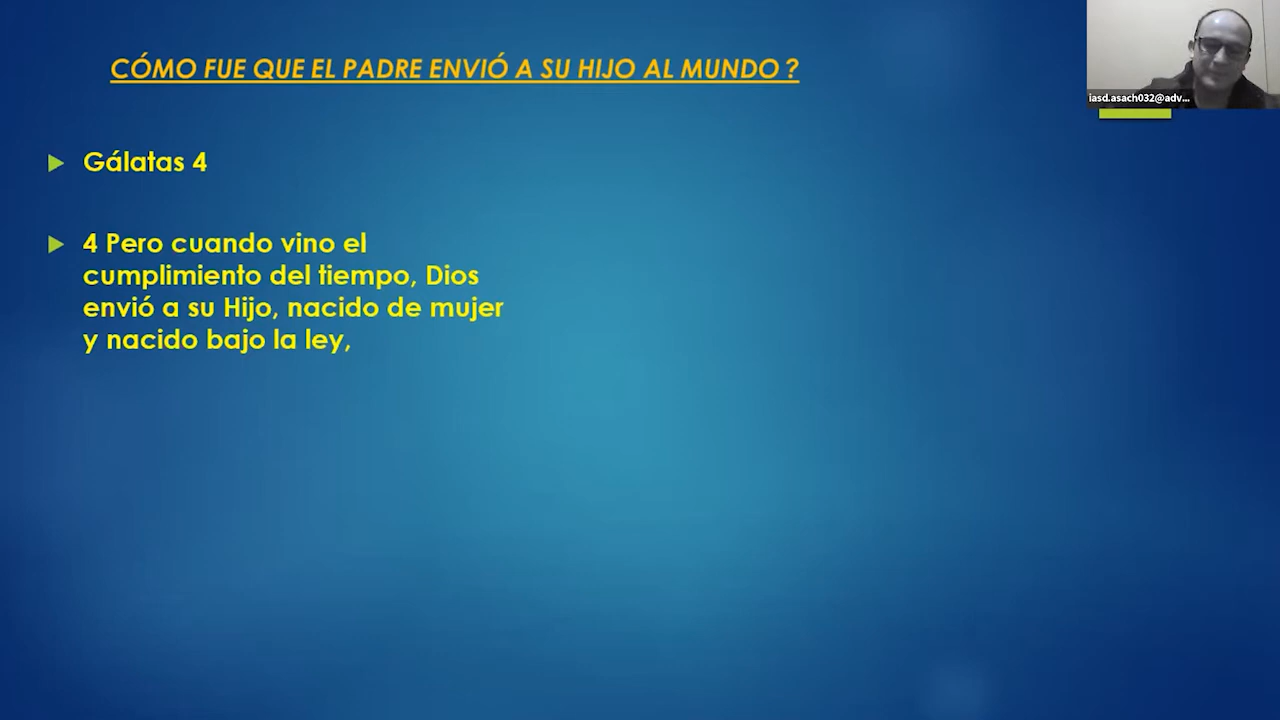 CÓMO FUE QUE EL PADRE ENVIÓ A SU HIJO AL MUNDO ?
iasd.asach032@adv...
Gálatas 4
4 Pero cuando vino el
cumplimiento del tiempo, Dios
envió a su Hijo, nacido de mujer
y nacido bajo la ley,